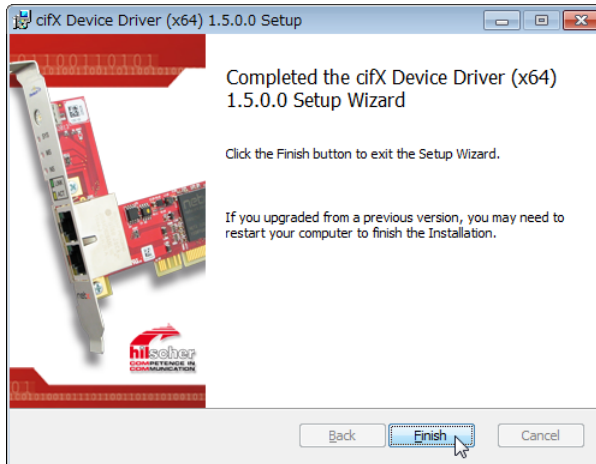 cifX Device Driver (x64) 1.5.0.0 Setup
Completed the cifX Device Driver (x64)
1.5.0.0 Setup Wizard
Click the Finish button to exit the Setup Wizard.
If you upgraded from a previous version, you may need to
restart your computer to finish the Installation.
hilscher
COMPETENCE IN
COMMUNICATION
Back
Finish
Cancel